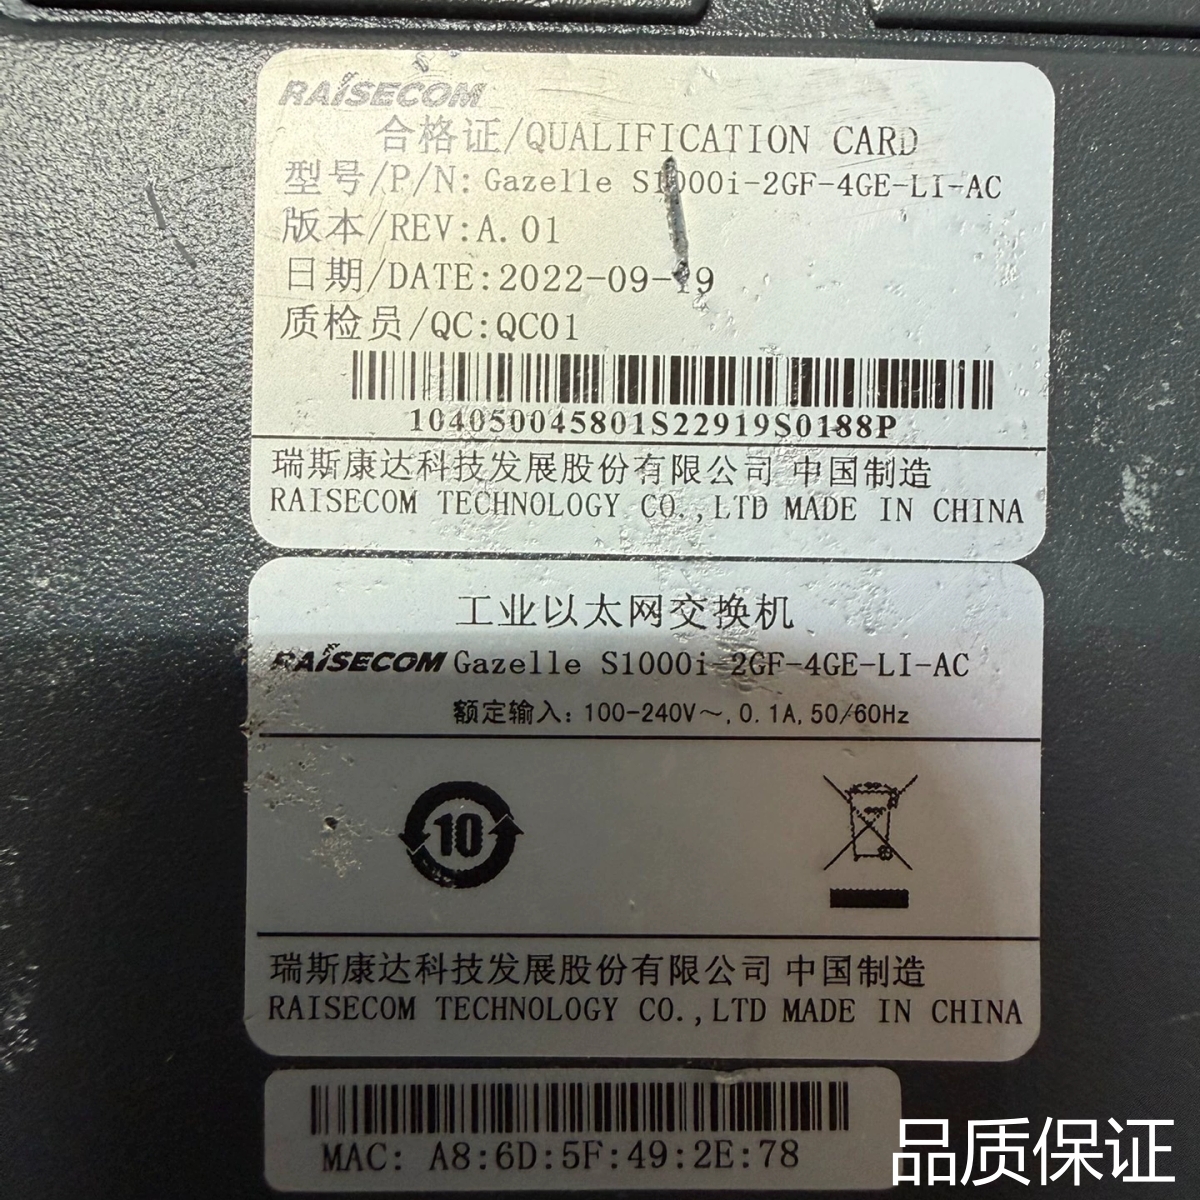 RAISECOM
合格证/QUALIFICATION CARD
型号/P/N: Gazelle S1000i-2GF-4GE-LI-AC
版本/REV:A.01
日期/DATE:2022-09-19
质检员/QC:QC01
104050045801S22919S0188P
瑞斯康达科技发展股份有限公司 中国制造
RAISECOM TECHNOLOGY CO.,LTD MADE IN CHINA
工业以太网交换机
RAISECOM Gazelle S1000i-2GF-4GE-LI-AC
额定输入: 100-240V～,0.1A,50/60Hz
10
瑞斯康达科技发展股份有限公司 中国制造
RAISECOM TECHNOLOGY CO.,LTD MADE IN CHINA
MAC: A8:6D:5F:49:2E:78
品质保证